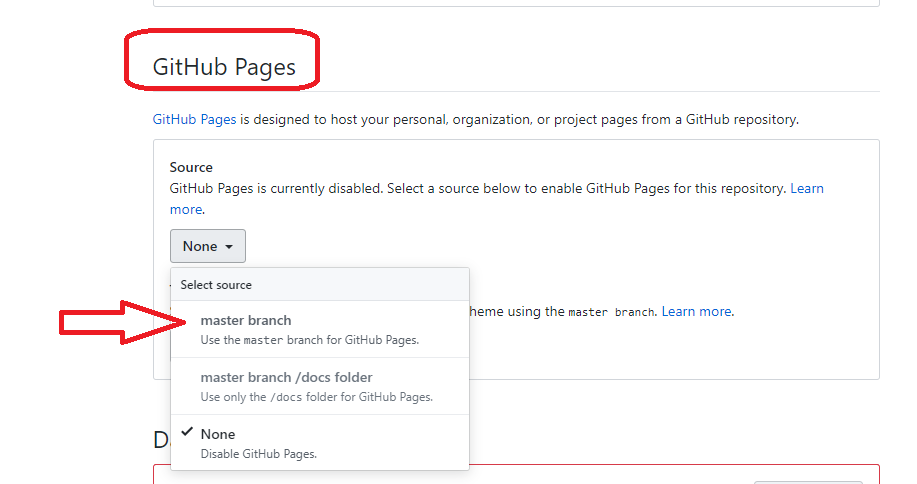 GitHub Pages
GitHub Pages is designed to host your personal, organization, or project pages from a GitHub repository.
Source
GitHub Pages is currently disabled. Select a source below to enable GitHub Pages for this repository. Learn
more.
None
Select source
heme using the master branch. Learn more.
master branch
Use the master branch for GitHub Pages.
master branch /docs folder
Use only the /docs folder for GitHub Pages.
None
Disable GitHub Pages.